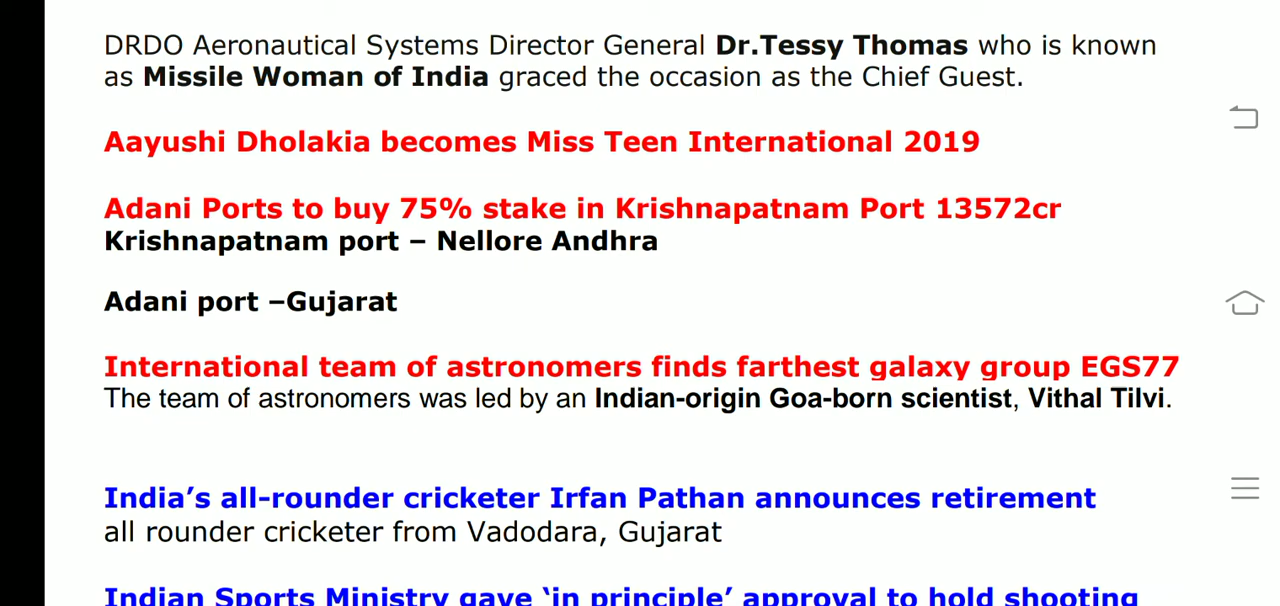 DRDO Aeronautical Systems Director General Dr.Tessy Thomas who is known
as Missile Woman of India graced the occasion as the Chief Guest.
Aayushi Dholakia becomes Miss Teen International 2019
Adani Ports to buy 75% stake in Krishnapatnam Port 13572cr
Krishnapatnam port – Nellore Andhra
Adani port –Gujarat
International team of astronomers finds farthest galaxy group EGS77
The team of astronomers was led by an Indian-origin Goa-born scientist, Vithal Tilvi.
India’s all-rounder cricketer Irfan Pathan announces retirement
all rounder cricketer from Vadodara, Gujarat
Indian Sports Ministry gave ‘in principle’ approval to hold shooting